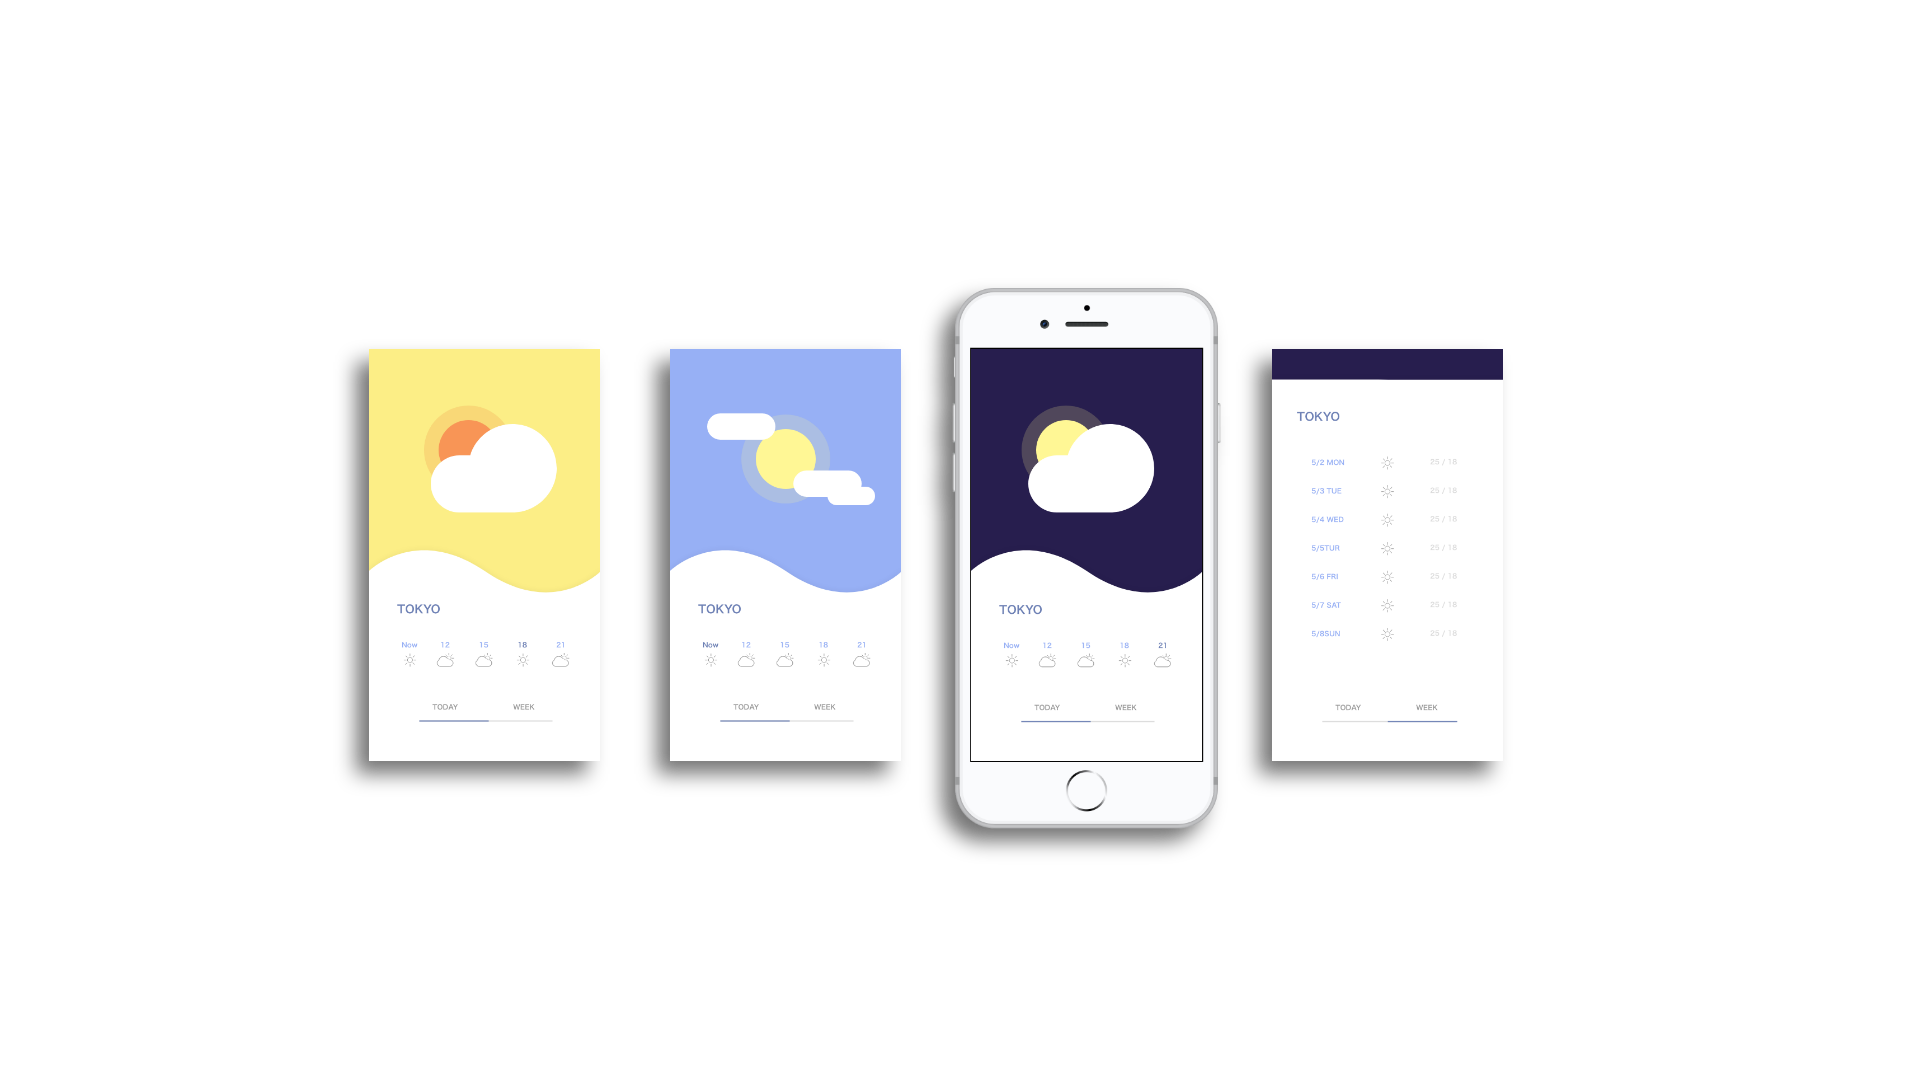 TOKYO
Now 12 15 18 21
TODAY WEEK
TOKYO
Now 12 15 18 21
TODAY WEEK
TOKYO
Now 12 15 18 21
TODAY WEEK
TOKYO
5/2 MON 25 / 18
5/3 TUE 25 / 18
5/4 WED 25 / 18
5/5TUR 25 / 18
5/6 FRI 25 / 18
5/7 SAT 25 / 18
5/8SUN 25 / 18
TODAY WEEK